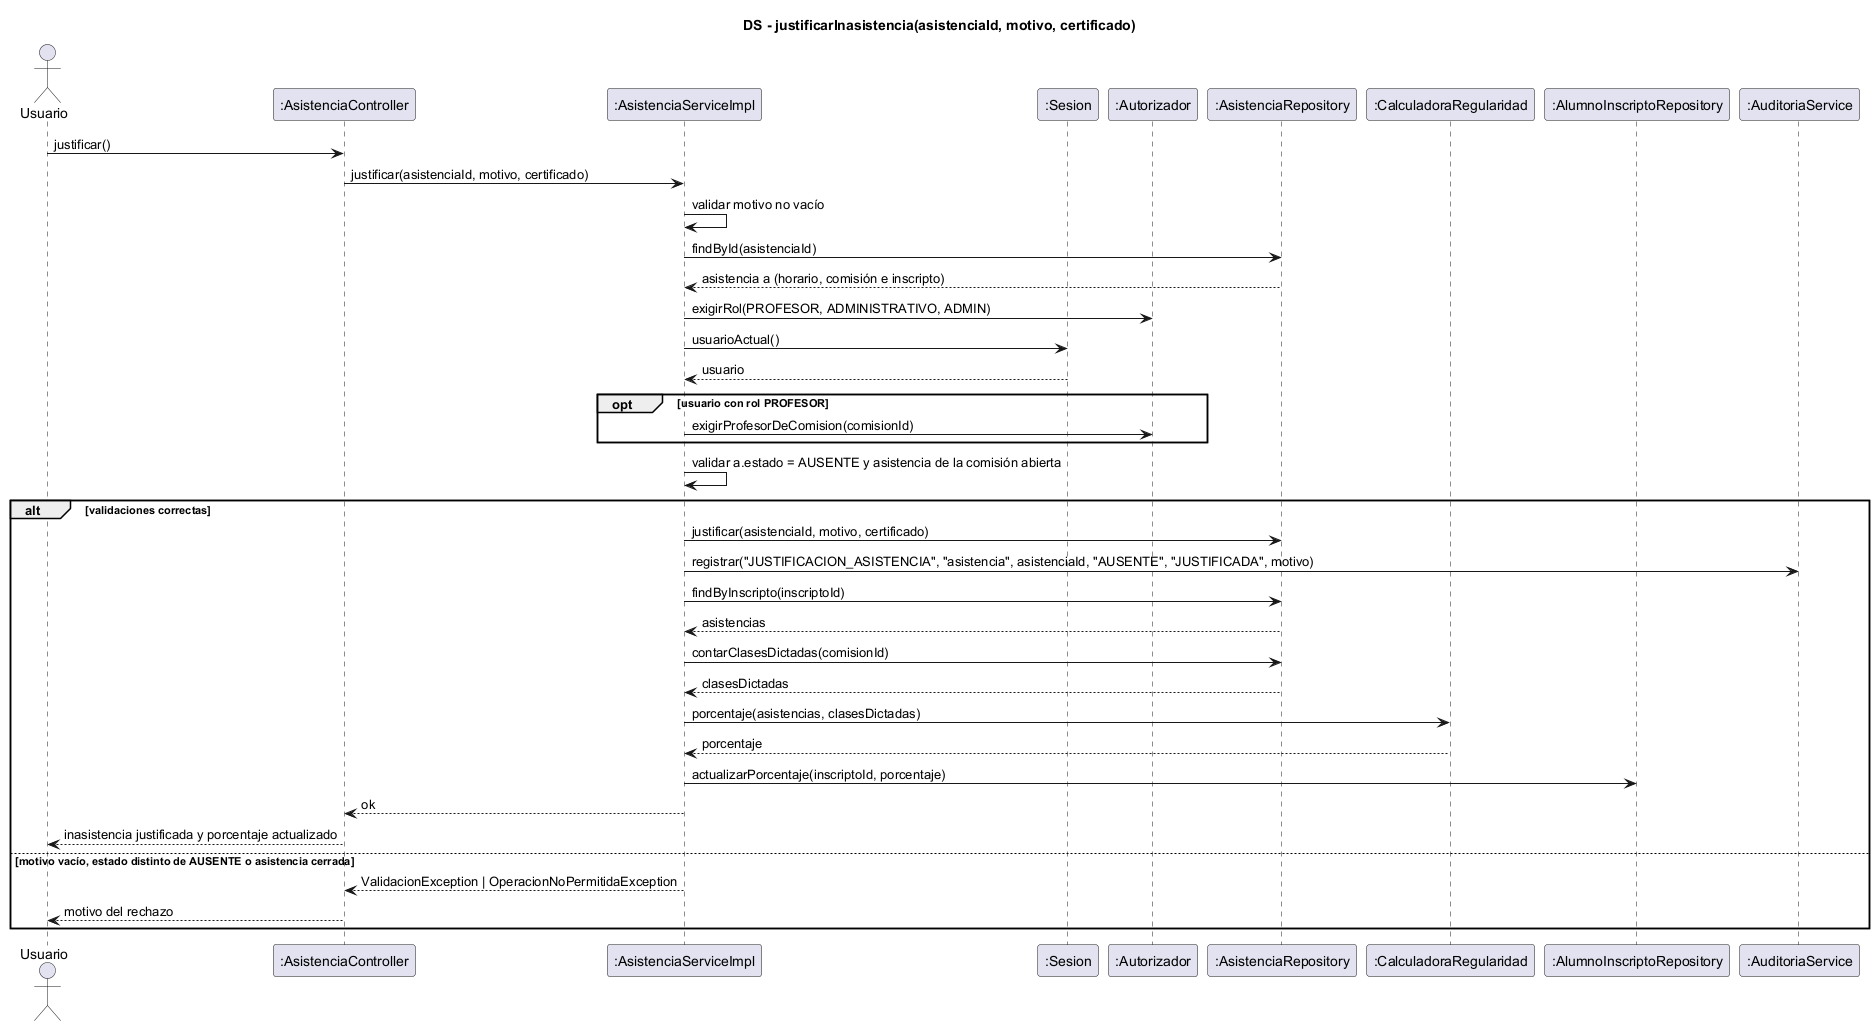 DS - justificarInasistencia(asistenciaId, motivo, certificado)
Usuario
:AsistenciaController
:AsistenciaServiceImpl
:Sesion
:Autorizador
:AsistenciaRepository
:CalculadoraRegularidad
:AlumnoInscriptoRepository
:AuditoriaService
justificar()
justificar(asistenciaId, motivo, certificado)
validar motivo no vacío
findById(asistenciaId)
asistencia a (horario, comisión e inscripto)
exigirRol(PROFESOR, ADMINISTRATIVO, ADMIN)
usuarioActual()
usuario
opt
[usuario con rol PROFESOR]
exigirProfesorDeComision(comisionId)
validar a.estado = AUSENTE y asistencia de la comisión abierta
alt
[validaciones correctas]
justificar(asistenciaId, motivo, certificado)
registrar("JUSTIFICACION_ASISTENCIA", "asistencia", asistenciaId, "AUSENTE", "JUSTIFICADA", motivo)
findByInscripto(inscriptoId)
asistencias
contarClasesDictadas(comisionId)
clasesDictadas
porcentaje(asistencias, clasesDictadas)
porcentaje
actualizarPorcentaje(inscriptoId, porcentaje)
ok
inasistencia justificada y porcentaje actualizado
[motivo vacío, estado distinto de AUSENTE o asistencia cerrada]
ValidacionException | OperacionNoPermitidaException
motivo del rechazo
Usuario
:AsistenciaController
:AsistenciaServiceImpl
:Sesion
:Autorizador
:AsistenciaRepository
:CalculadoraRegularidad
:AlumnoInscriptoRepository
:AuditoriaService